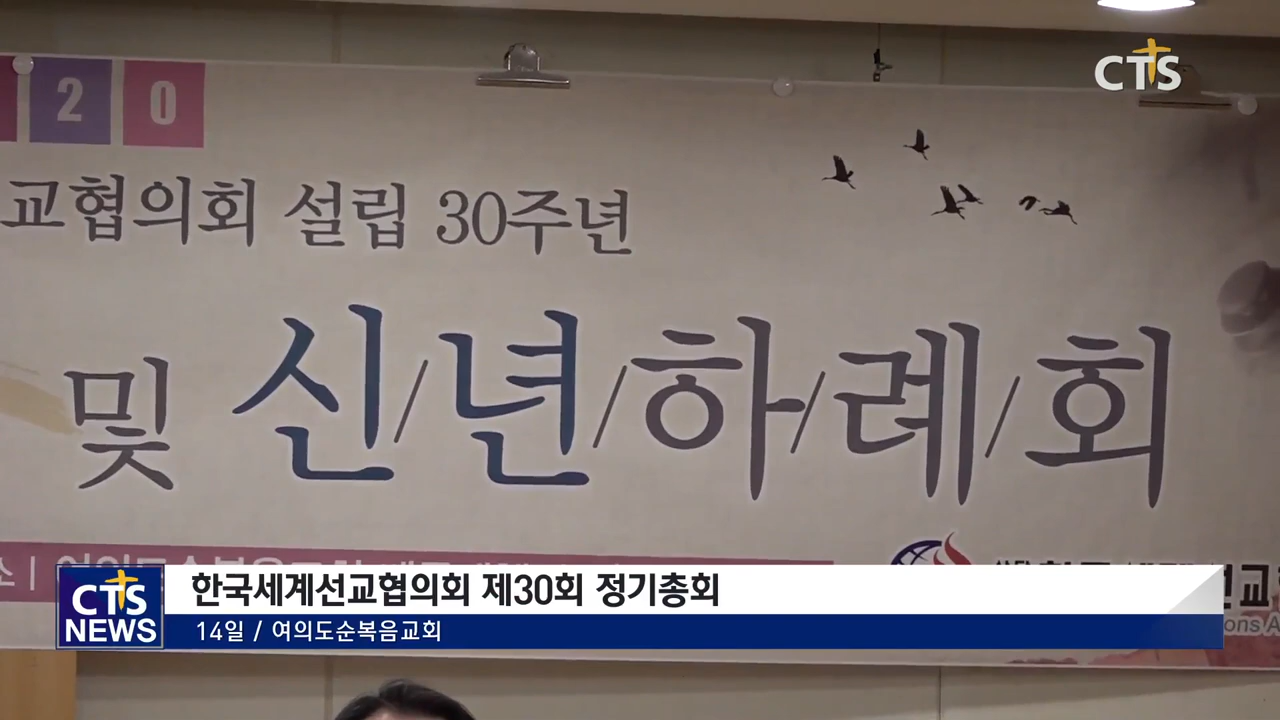 CTS
20
교협의회 설립 30주년
및 신/년/하/례/회
한국세계선교협의회 제30회 정기총회
CTS NEWS
14일 / 여의도순복음교회